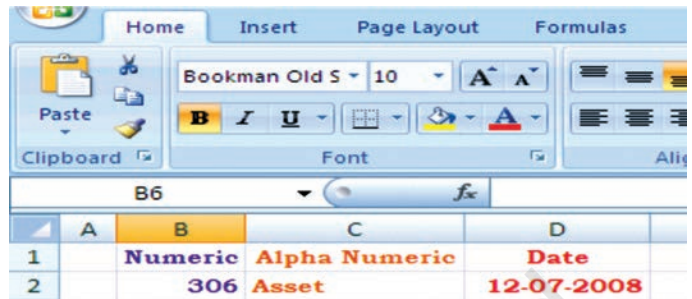 Home Insert Page Layout Formulas
Bookman Old S 10 A A
Paste B I U A
Clipboard Font
B6 fx
A B C D
1 Numeric Alpha Numeric Date
2 306 Asset 12-07-2008